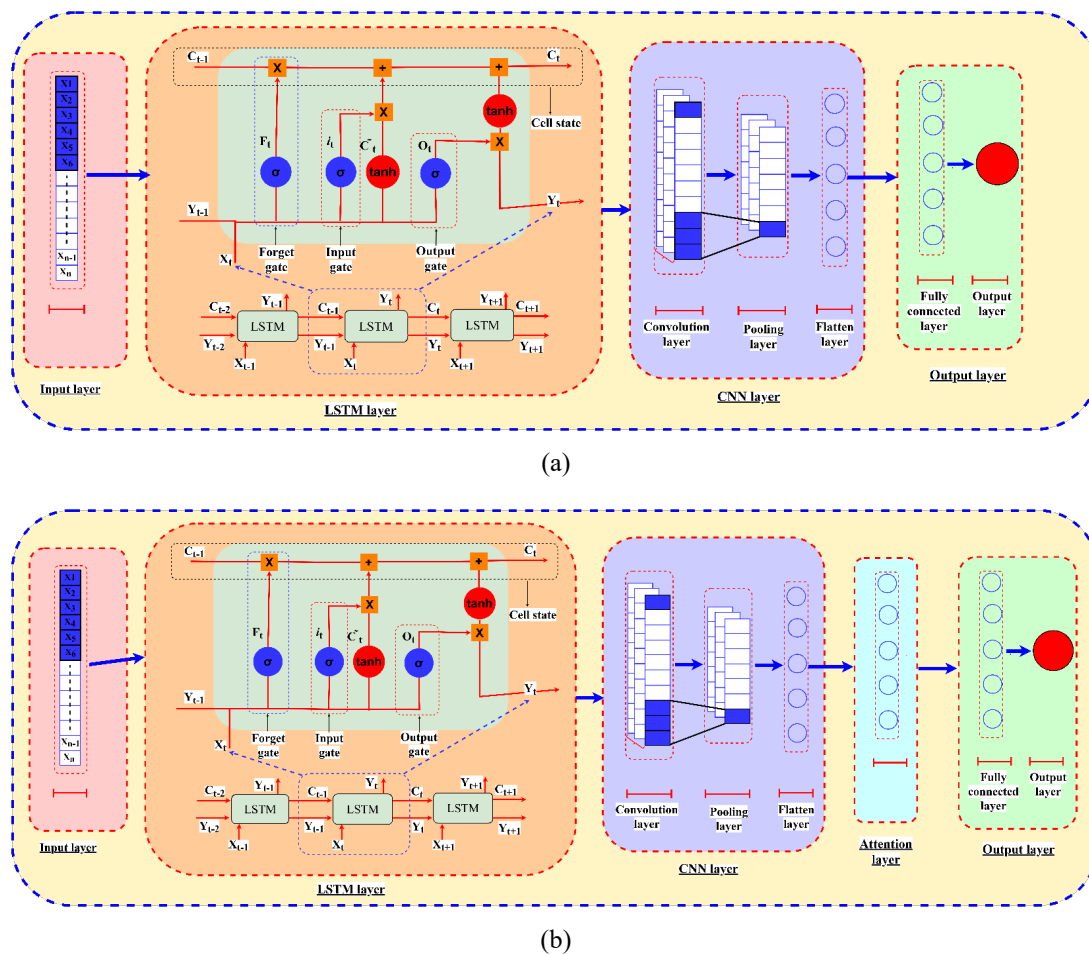 X1
X2
X3
X4
X5
X6
Xn-1
Xn
Input layer
Ct-1
Ct
X
+
+
tanh
X
X
Cell state
Ft
it
C˜t
Ot
σ
σ
tanh
σ
Yt-1
Yt
Xt
Forget gate
Input gate
Output gate
Ct-2
Yt-1
Ct-1
Yt
Ct
Yt+1
Ct+1
LSTM
LSTM
LSTM
Yt-2
Yt-1
Yt
Yt+1
Xt-1
Xt
Xt+1
LSTM layer
Convolution layer
Pooling layer
Flatten layer
CNN layer
Fully connected layer
Output layer
Output layer
(a)
X1
X2
X3
X4
X5
X6
Xn-1
Xn
Input layer
Ct-1
Ct
X
+
+
tanh
X
X
Cell state
Ft
it
C˜t
Ot
σ
σ
tanh
σ
Yt-1
Yt
Xt
Forget gate
Input gate
Output gate
Ct-2
Yt-1
Ct-1
Yt
Ct
Yt+1
Ct+1
LSTM
LSTM
LSTM
Yt-2
Yt-1
Yt
Yt+1
Xt-1
Xt
Xt+1
LSTM layer
Convolution layer
Pooling layer
Flatten layer
CNN layer
Attention layer
Fully connected layer
Output layer
Output layer
(b)